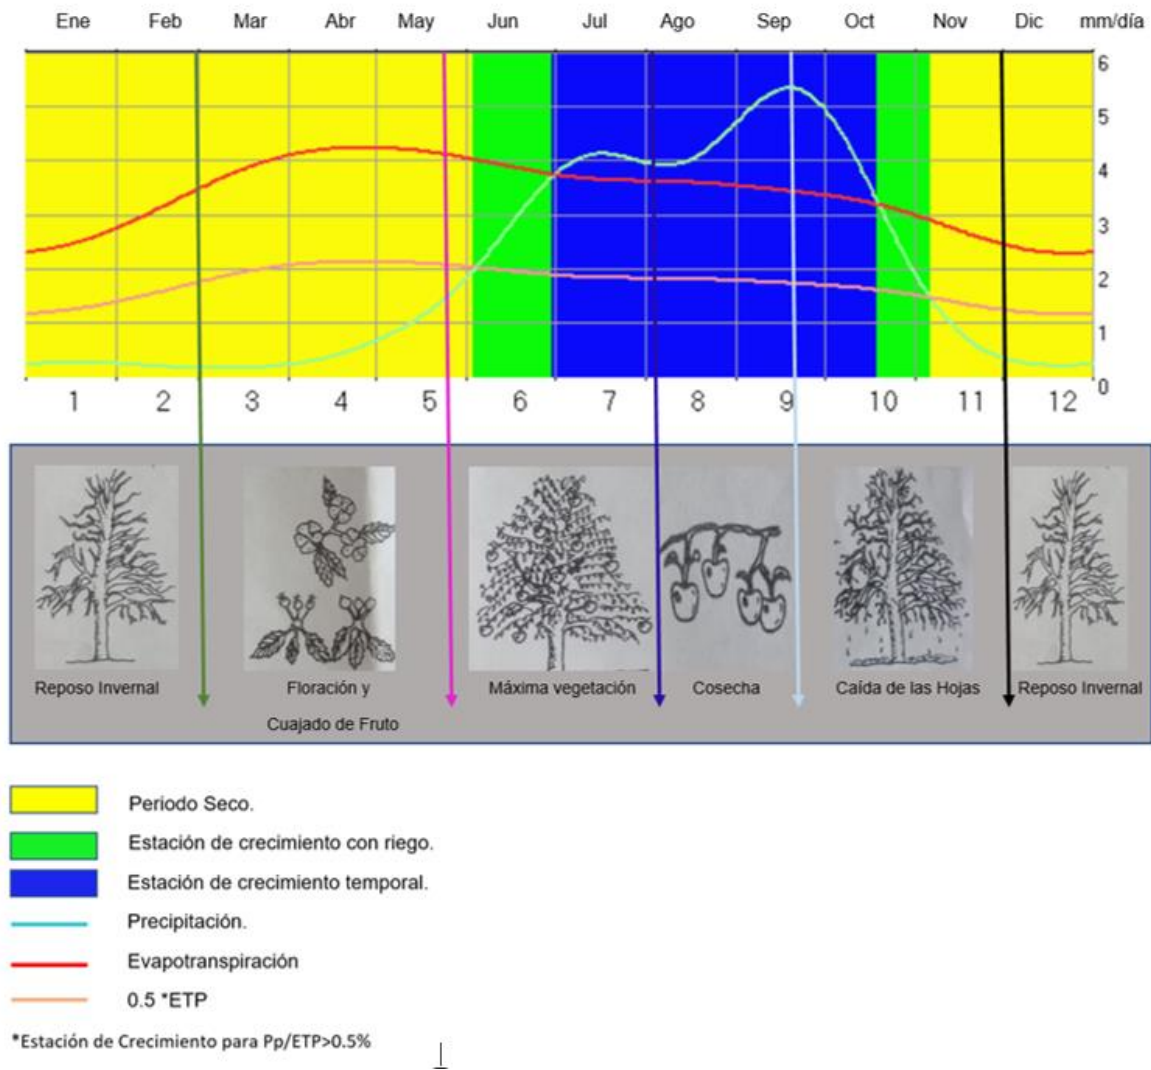 Ene Feb Mar Abr May Jun Jul Ago Sep Oct Nov Dic mm/día
6
5
4
3
2
1
0
1 2 3 4 5 6 7 8 9 10 11 12
Reposo Invernal Floración y Máxima vegetación Cosecha Caída de las Hojas Reposo Invernal
Cuajado de Fruto
Periodo Seco.
Estación de crecimiento con riego.
Estación de crecimiento temporal.
Precipitación.
Evapotranspiración
0.5 *ETP
*Estación de Crecimiento para Pp/ETP>0.5%